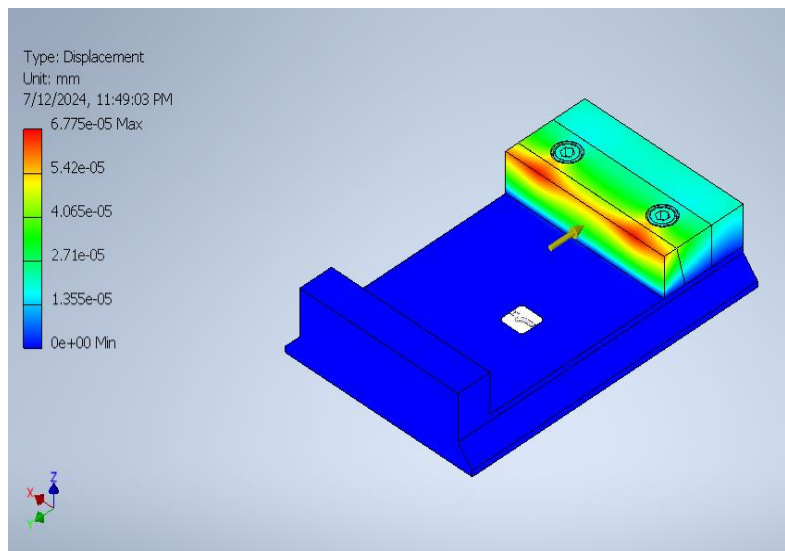 Type: Displacement
Unit: mm
7/12/2024, 11:49:03 PM
6.775e-05 Max
5.42e-05
4.065e-05
2.71e-05
1.355e-05
0e+00 Min
Z
X
Y